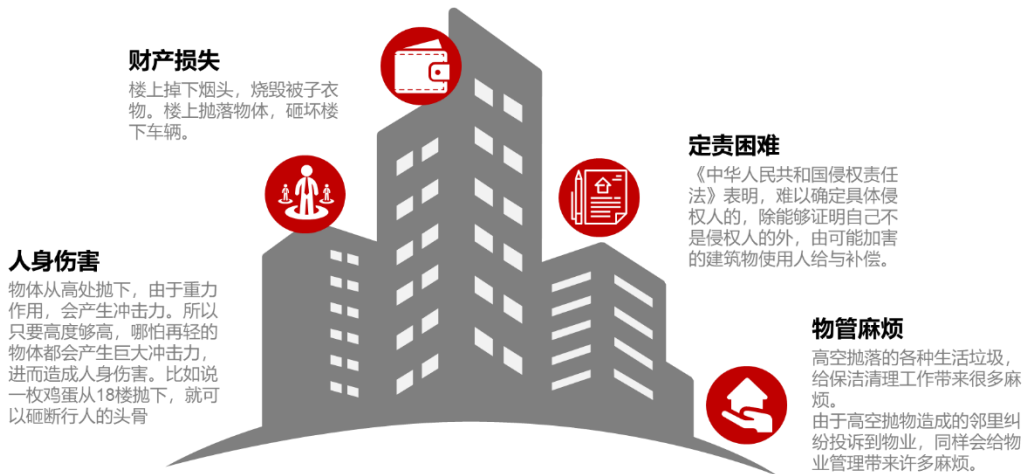 财产损失
楼上掉下烟头，烧毁被子衣
物。楼上抛落物体，砸坏楼
下车辆。
定责困难
《中华人民共和国侵权责任
法》表明，难以确定具体侵
权人的，除能够证明自己不
是侵权人的外，由可能加害
的建筑物使用人给与补偿。
人身伤害
物体从高处抛下，由于重力
作用，会产生冲击力。所以
只要高度够高，哪怕再轻的
物体都会产生巨大冲击力，
进而造成人身伤害。比如说
一枚鸡蛋从18楼抛下，就可
以砸断行人的头骨
物管麻烦
高空抛落的各种生活垃圾，
给保洁清理工作带来很多麻
烦。
由于高空抛物造成的邻里纠
纷投诉到物业，同样会给物
业管理带来许多麻烦。